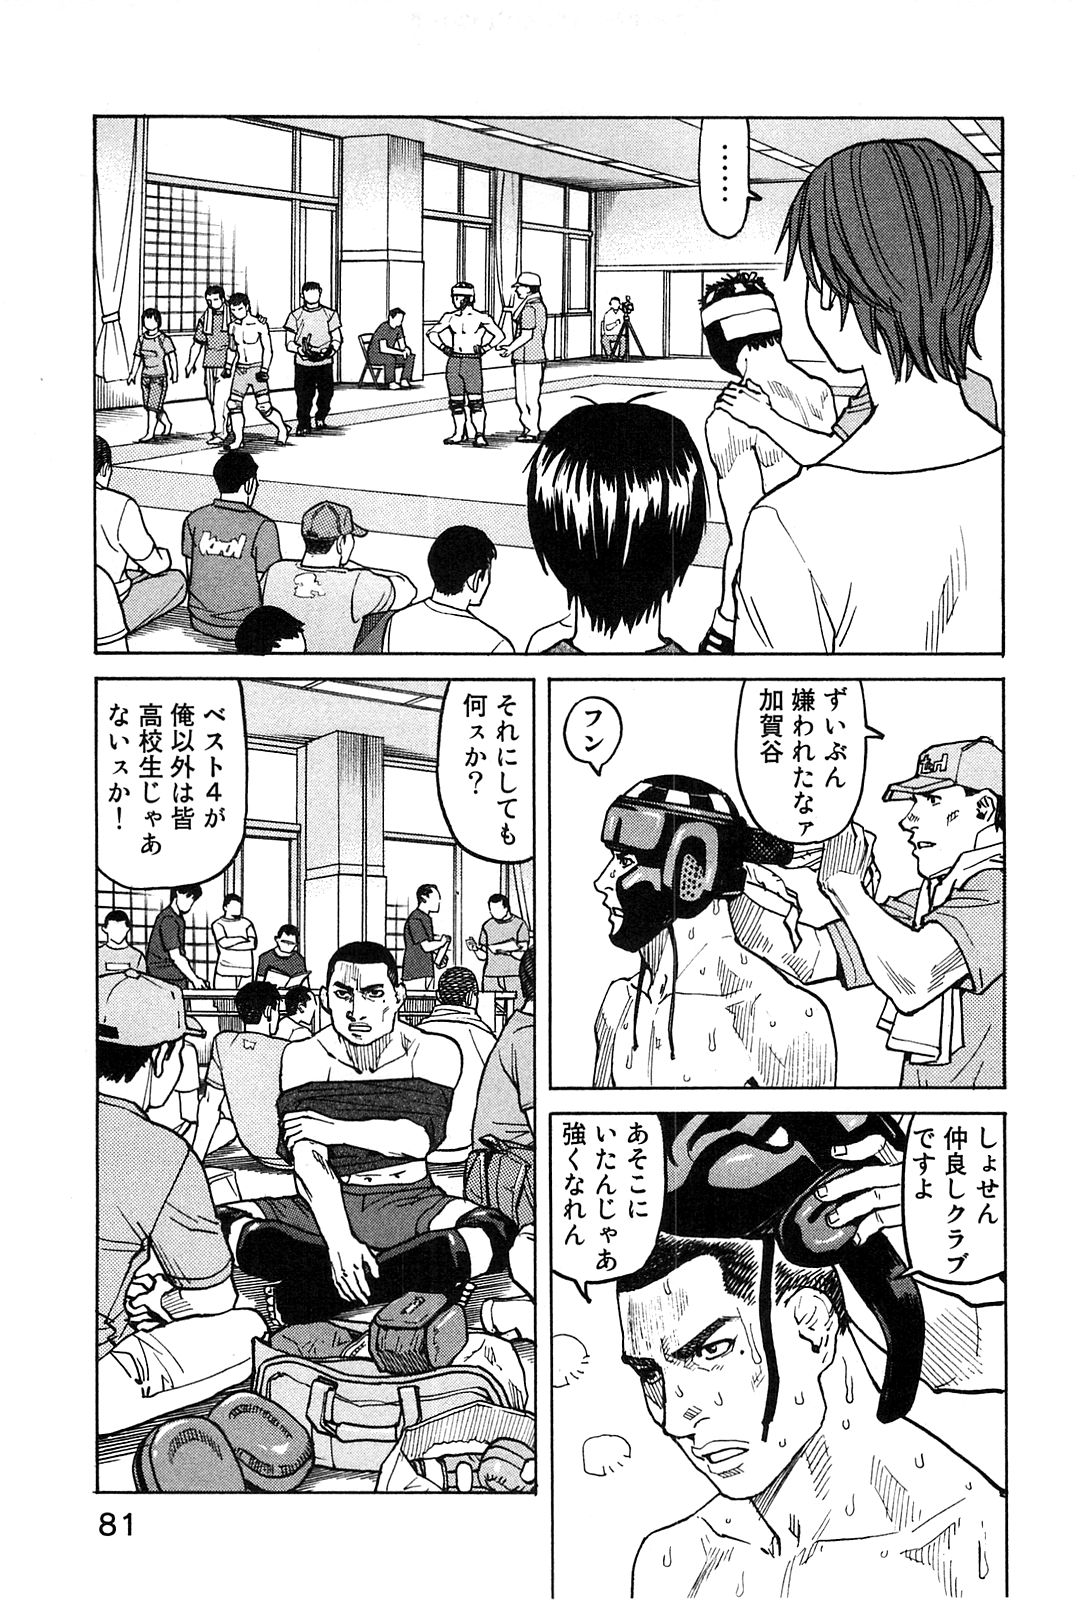 ……
ずいぶん
嫌われたなァ
加賀谷
フン
しょせん
仲良しクラブ
ですよ
あそこに
いたんじゃあ
強くなれん
それにしても
何スか？
ベスト4が
俺以外は皆
高校生じゃあ
ないスか！
81